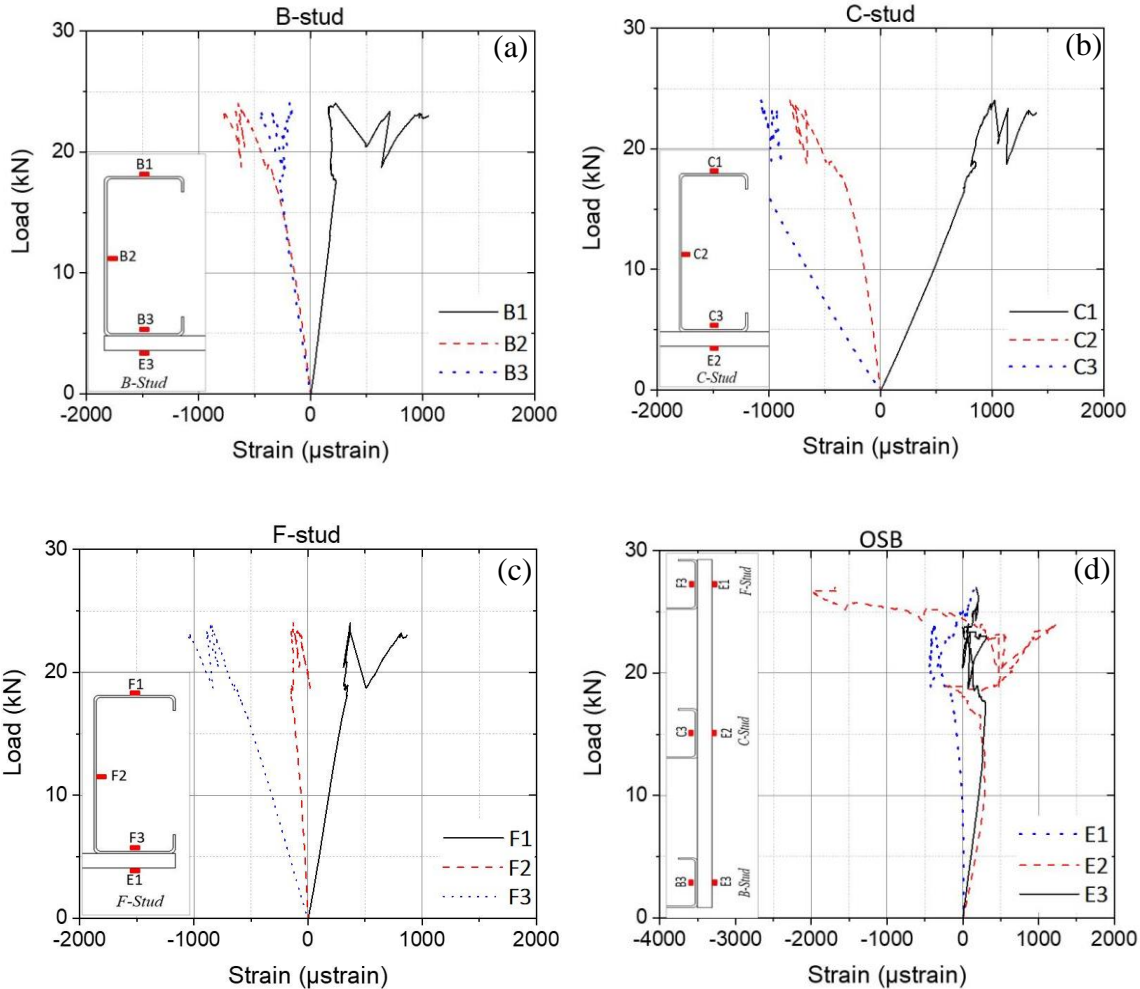 B-stud
(a)
30
20
10
0
Load (kN)
B1
B2
B3
E3
B-Stud
B1
B2
B3
-2000 -1000 0 1000 2000
Strain (µstrain)
C-stud
(b)
30
20
10
0
Load (kN)
C1
C2
C3
E2
C-Stud
C1
C2
C3
-2000 -1000 0 1000 2000
Strain (µstrain)
F-stud
(c)
30
20
10
0
Load (kN)
F1
F2
F3
E1
F-Stud
F1
F2
F3
-2000 -1000 0 1000 2000
Strain (µstrain)
OSB
(d)
30
20
10
0
Load (kN)
F3 E1 F-Stud
C3 E2 C-Stud
B3 E3 B-Stud
E1
E2
E3
-4000 -3000 -2000 -1000 0 1000 2000
Strain (µstrain)